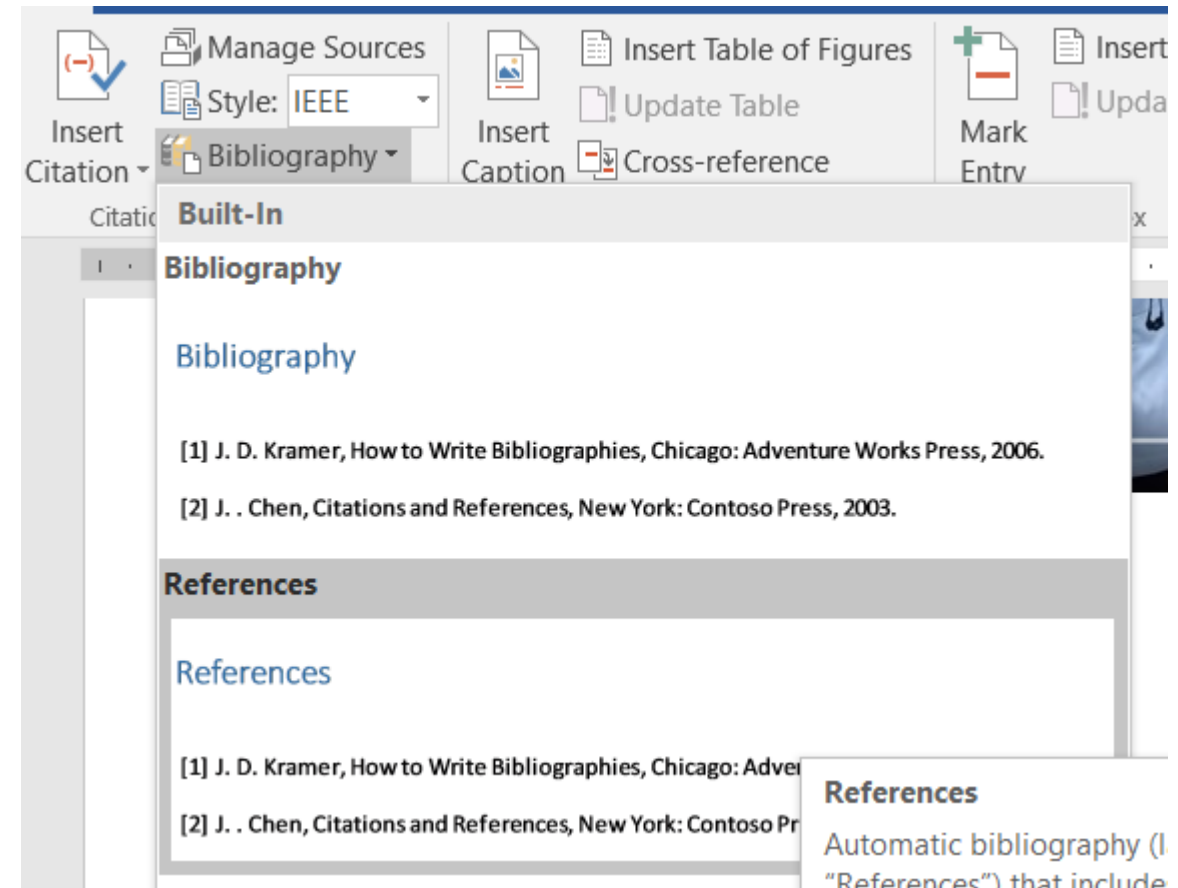 Manage Sources
Insert Table of Figures
Insert
Style: IEEE
Update Table
Upda
Insert
Citation
Bibliography
Insert
Caption
Cross-reference
Mark
Entry
Citatio
x
Built-In
Bibliography
Bibliography
[1] J. D. Kramer, How to Write Bibliographies, Chicago: Adventure Works Press, 2006.
[2] J. . Chen, Citations and References, New York: Contoso Press, 2003.
References
References
[1] J. D. Kramer, How to Write Bibliographies, Chicago: Adver
[2] J. . Chen, Citations and References, New York: Contoso Pr
References
Automatic bibliography (l
"References") that includes